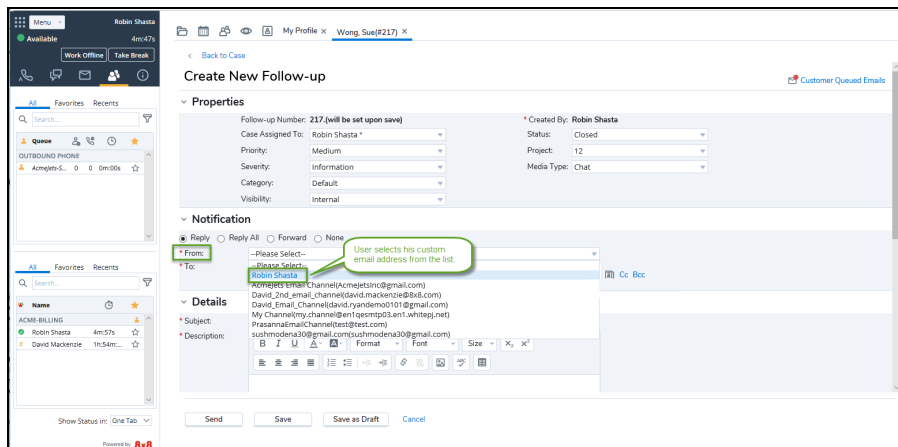 Menu
Robin Shasta
Available
4m:47s
Work Offline
Take Break
All Favorites Recents
Search...
Queue
OUTBOUND PHONE
AcmeJets-S... 0 0 0m:00s
All Favorites Recents
Search...
Name
ACME-BILLING
Robin Shasta 4m:57s
David Mackenzie 1h:54m:...
Show Status in: One Tab
Powered by 8x8
My Profile × Wong, Sue(#217) ×
< Back to Case
Create New Follow-up
Customer Queued Emails
Properties
Follow-up Number: 217.(will be set upon save)
* Created By: Robin Shasta
Case Assigned To: Robin Shasta *
Status: Closed
Priority: Medium
Project: 12
Severity: Information
Media Type: Chat
Category: Default
Visibility: Internal
Notification
Reply Reply All Forward None
* From: --Please Select--
User selects his custom
email address from the list.
* To:
--Please Select--
Robin Shasta
Cc Bcc
AcmeJets Email Channel(AcmeJetsInc@gmail.com)
David_2nd_email_channel(david.mackenzie@8x8.com)
David_Email_Channel(david.ryandemo0101@gmail.com)
My Channel(my.channel@en1qesmtp03.en1.whitepj.net)
PrasannaEmailChannel(test@test.com)
sushmodena30@gmail.com(sushmodena30@gmail.com)
Details
* Subject:
* Description:
B I U A A Format Font Size X₂ X²
Send Save Save as Draft Cancel